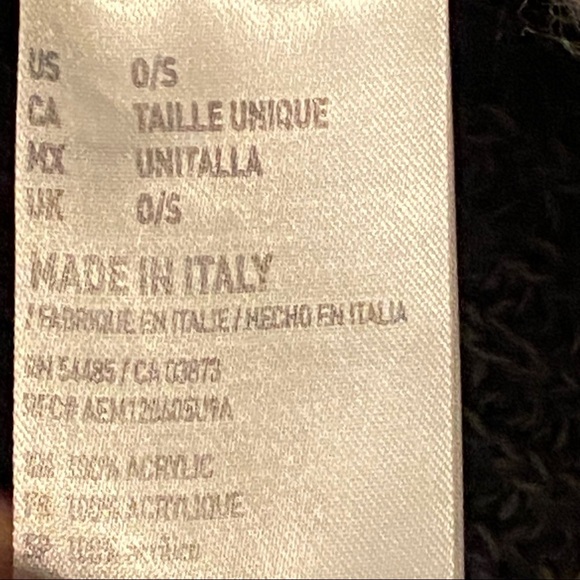 US O/S
CA TAILLE UNIQUE
MX UNITALLA
UK O/S
MADE IN ITALY
/ FABRIQUE EN ITALIE / HECHO EN ITALIA
RN 54485 / CA 03873
RFC#
100% ACRYLIC
FR 100% ACRYLIQUE
SP 100%